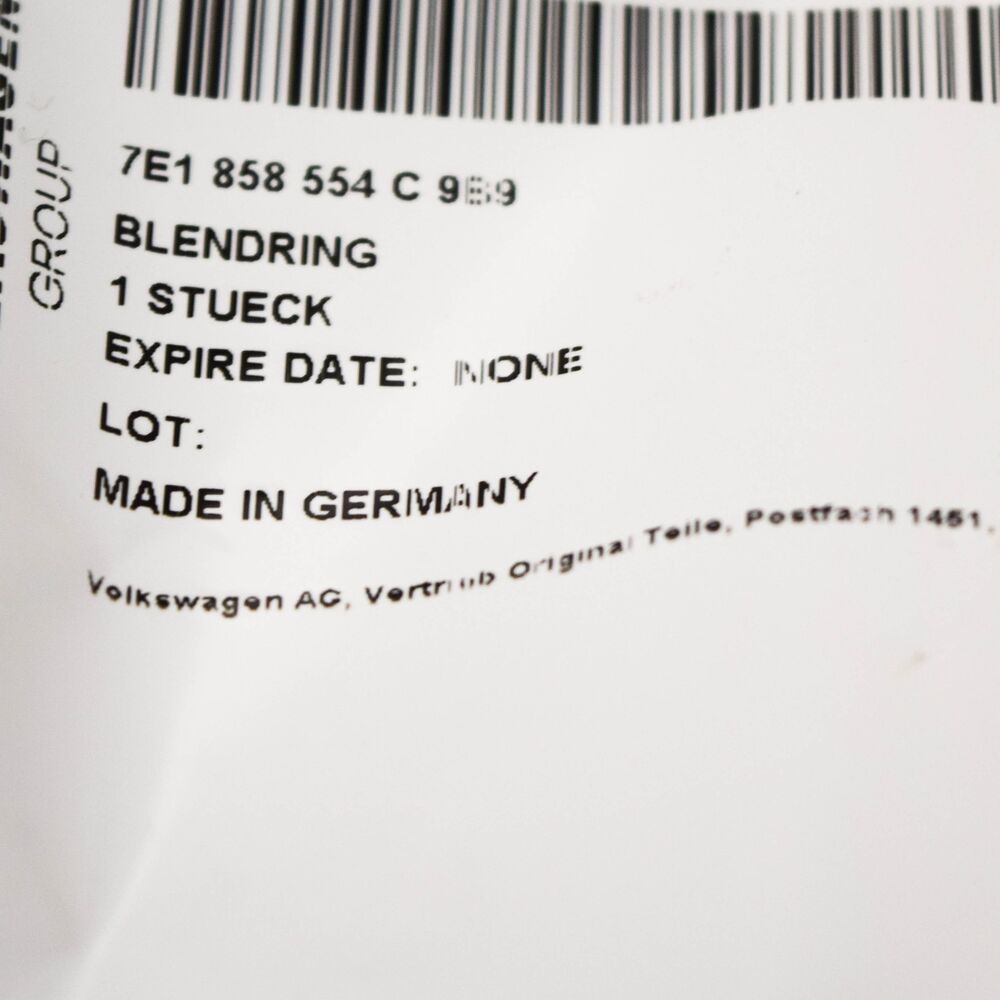 GROUP
7E1 858 554 C 9B9
BLENDRING
1 STUECK
EXPIRE DATE: NONE
LOT:
MADE IN GERMANY
Volkswagen AG, Vertrieb Original Teile, Postfach 1451,